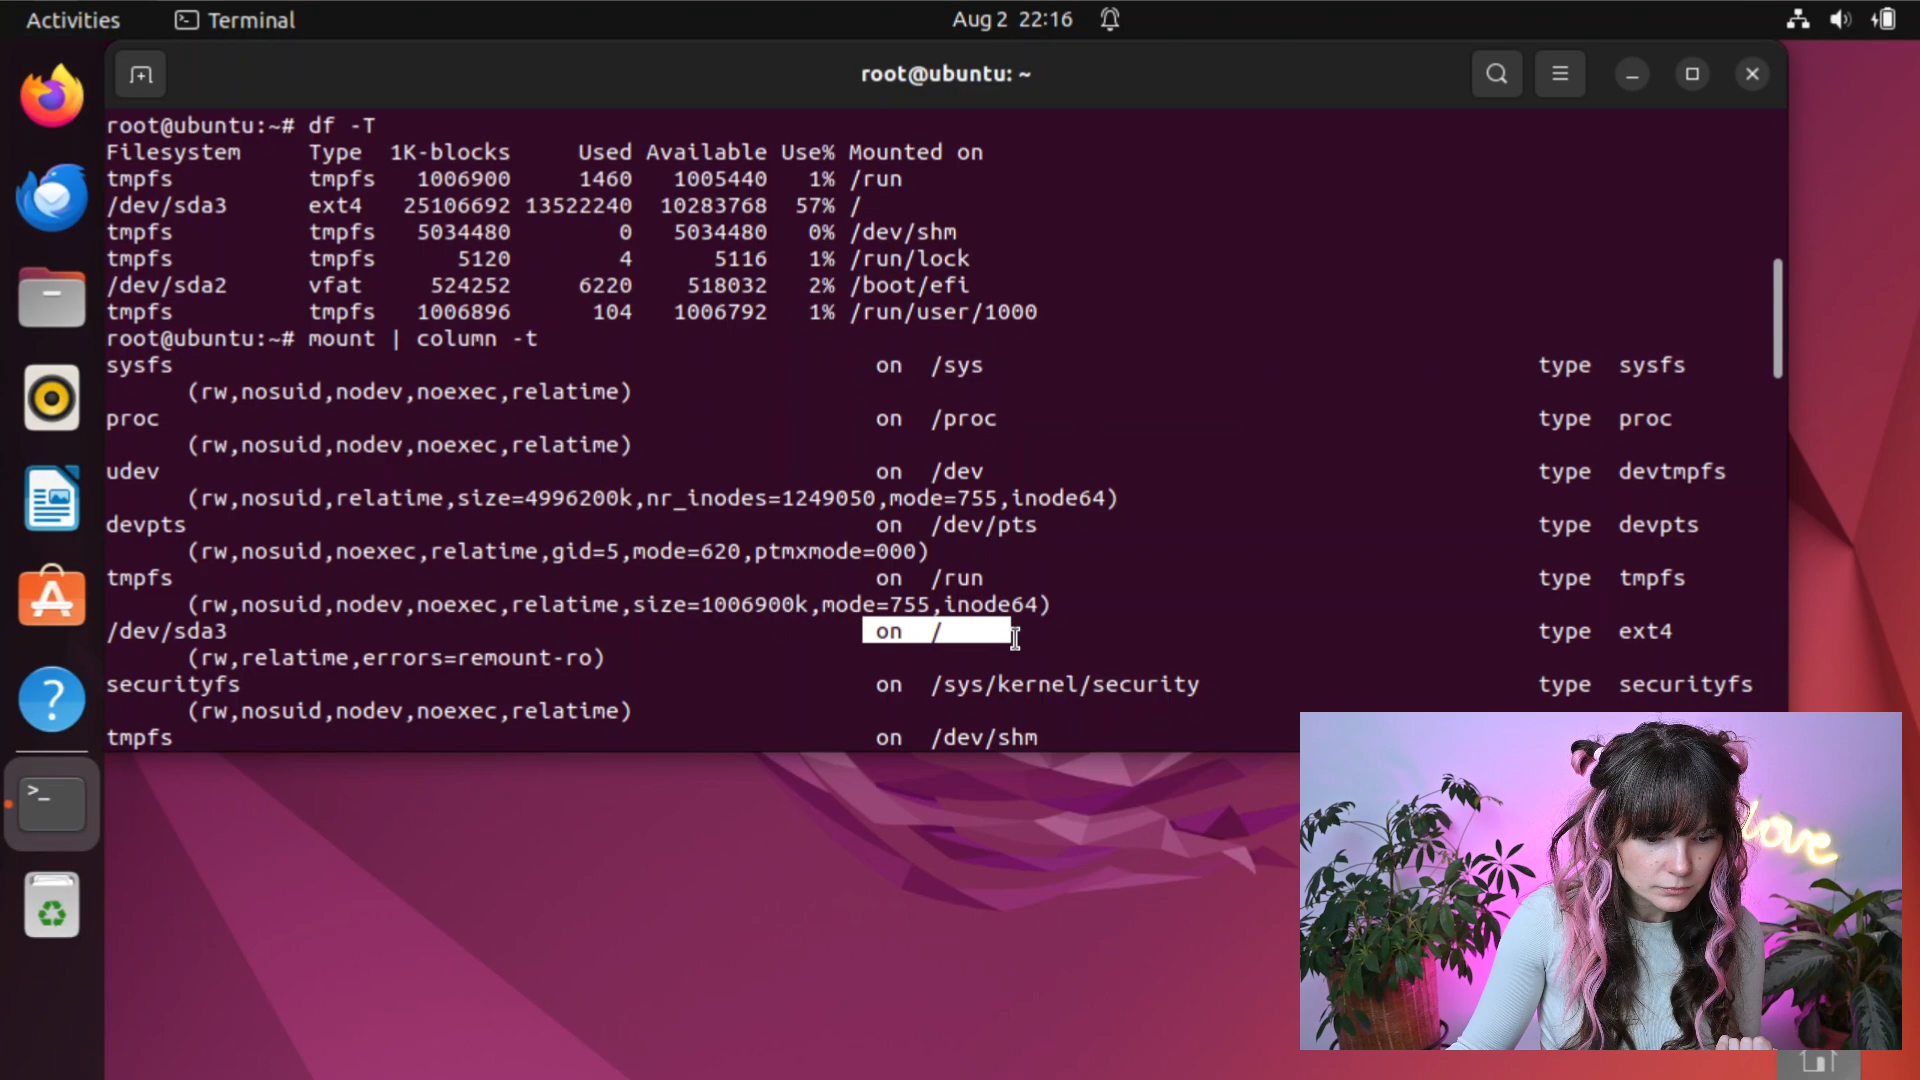 Activities
Terminal
Aug 2 22:16
root@ubuntu: ~
root@ubuntu:~# df -T
Filesystem Type 1K-blocks Used Available Use% Mounted on
tmpfs tmpfs 1006900 1460 1005440 1% /run
/dev/sda3 ext4 25106692 13522240 10283768 57% /
tmpfs tmpfs 5034480 0 5034480 0% /dev/shm
tmpfs tmpfs 5120 4 5116 1% /run/lock
/dev/sda2 vfat 524252 6220 518032 2% /boot/efi
tmpfs tmpfs 1006896 104 1006792 1% /run/user/1000
root@ubuntu:~# mount | column -t
sysfs on /sys type sysfs
(rw,nosuid,nodev,noexec,relatime)
proc on /proc type proc
(rw,nosuid,nodev,noexec,relatime)
udev on /dev type devtmpfs
(rw,nosuid,relatime,size=4996200k,nr_inodes=1249050,mode=755,inode64)
devpts on /dev/pts type devpts
(rw,nosuid,noexec,relatime,gid=5,mode=620,ptmxmode=000)
tmpfs on /run type tmpfs
(rw,nosuid,nodev,noexec,relatime,size=1006900k,mode=755,inode64)
/dev/sda3 on / type ext4
(rw,relatime,errors=remount-ro)
securityfs on /sys/kernel/security type securityfs
(rw,nosuid,nodev,noexec,relatime)
tmpfs on /dev/shm
love